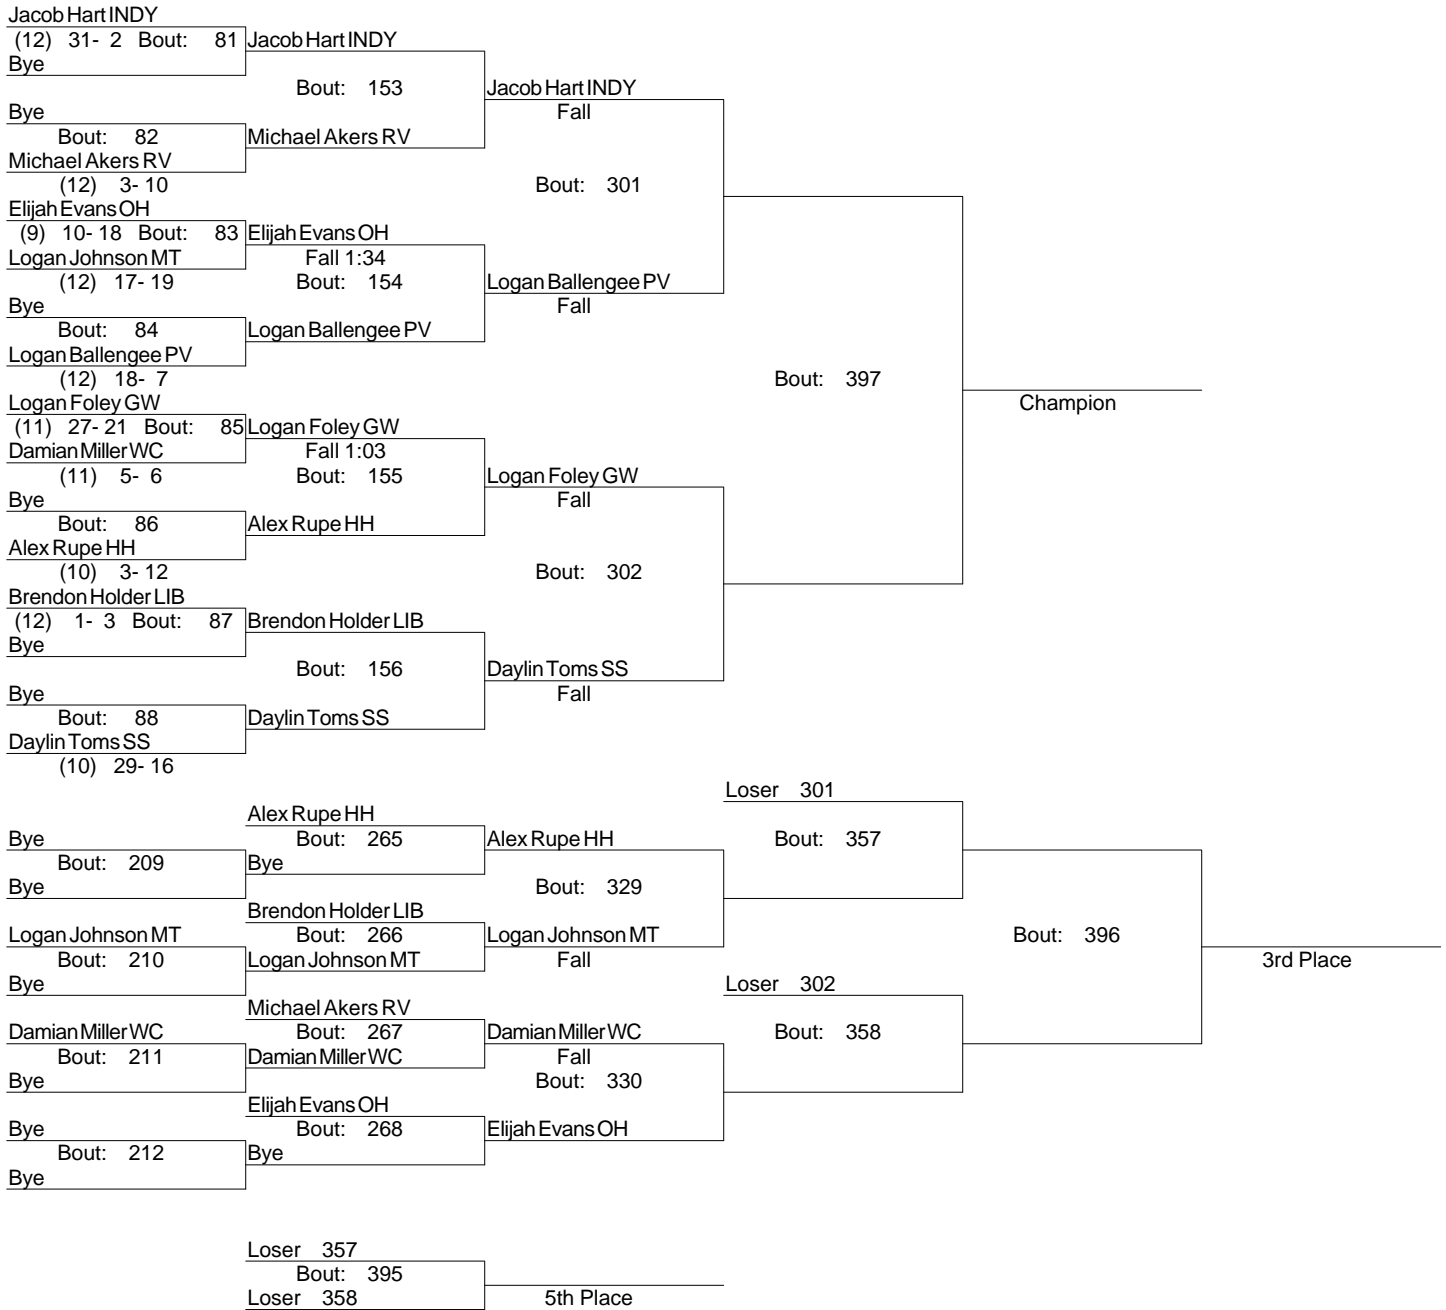 Jacob Hart INDY
(12) 31- 2 Bout: 81 Jacob Hart INDY
Bye
Bout: 153 Jacob Hart INDY
Bye Fall
Bout: 82 Michael Akers RV
Michael Akers RV
(12) 3- 10 Bout: 301
Elijah Evans OH
(9) 10- 18 Bout: 83 Elijah Evans OH
Logan Johnson MT Fall 1:34
(12) 17- 19 Bout: 154 Logan Ballengee PV
Bye Fall
Bout: 84 Logan Ballengee PV
Logan Ballengee PV
(12) 18- 7 Bout: 397
Logan Foley GW Champion
(11) 27- 21 Bout: 85 Logan Foley GW
Damian Miller WC Fall 1:03
(11) 5- 6 Bout: 155 Logan Foley GW
Bye Fall
Bout: 86 Alex Rupe HH
Alex Rupe HH
(10) 3- 12 Bout: 302
Brendon Holder LIB
(12) 1- 3 Bout: 87 Brendon Holder LIB
Bye
Bout: 156 Daylin Toms SS
Bye Fall
Bout: 88 Daylin Toms SS
Daylin Toms SS
(10) 29- 16
Loser 301
Alex Rupe HH
Bye Bout: 265 Alex Rupe HH Bout: 357
Bout: 209 Bye
Bye Bout: 329
Brendon Holder LIB
Logan Johnson MT Bout: 266 Logan Johnson MT Bout: 396
Bout: 210 Logan Johnson MT Fall 3rd Place
Bye Loser 302
Michael Akers RV
Damian Miller WC Bout: 267 Damian Miller WC Bout: 358
Bout: 211 Damian Miller WC Fall
Bye Bout: 330
Elijah Evans OH
Bye Bout: 268 Elijah Evans OH
Bout: 212 Bye
Bye
Loser 357
Bout: 395
Loser 358 5th Place